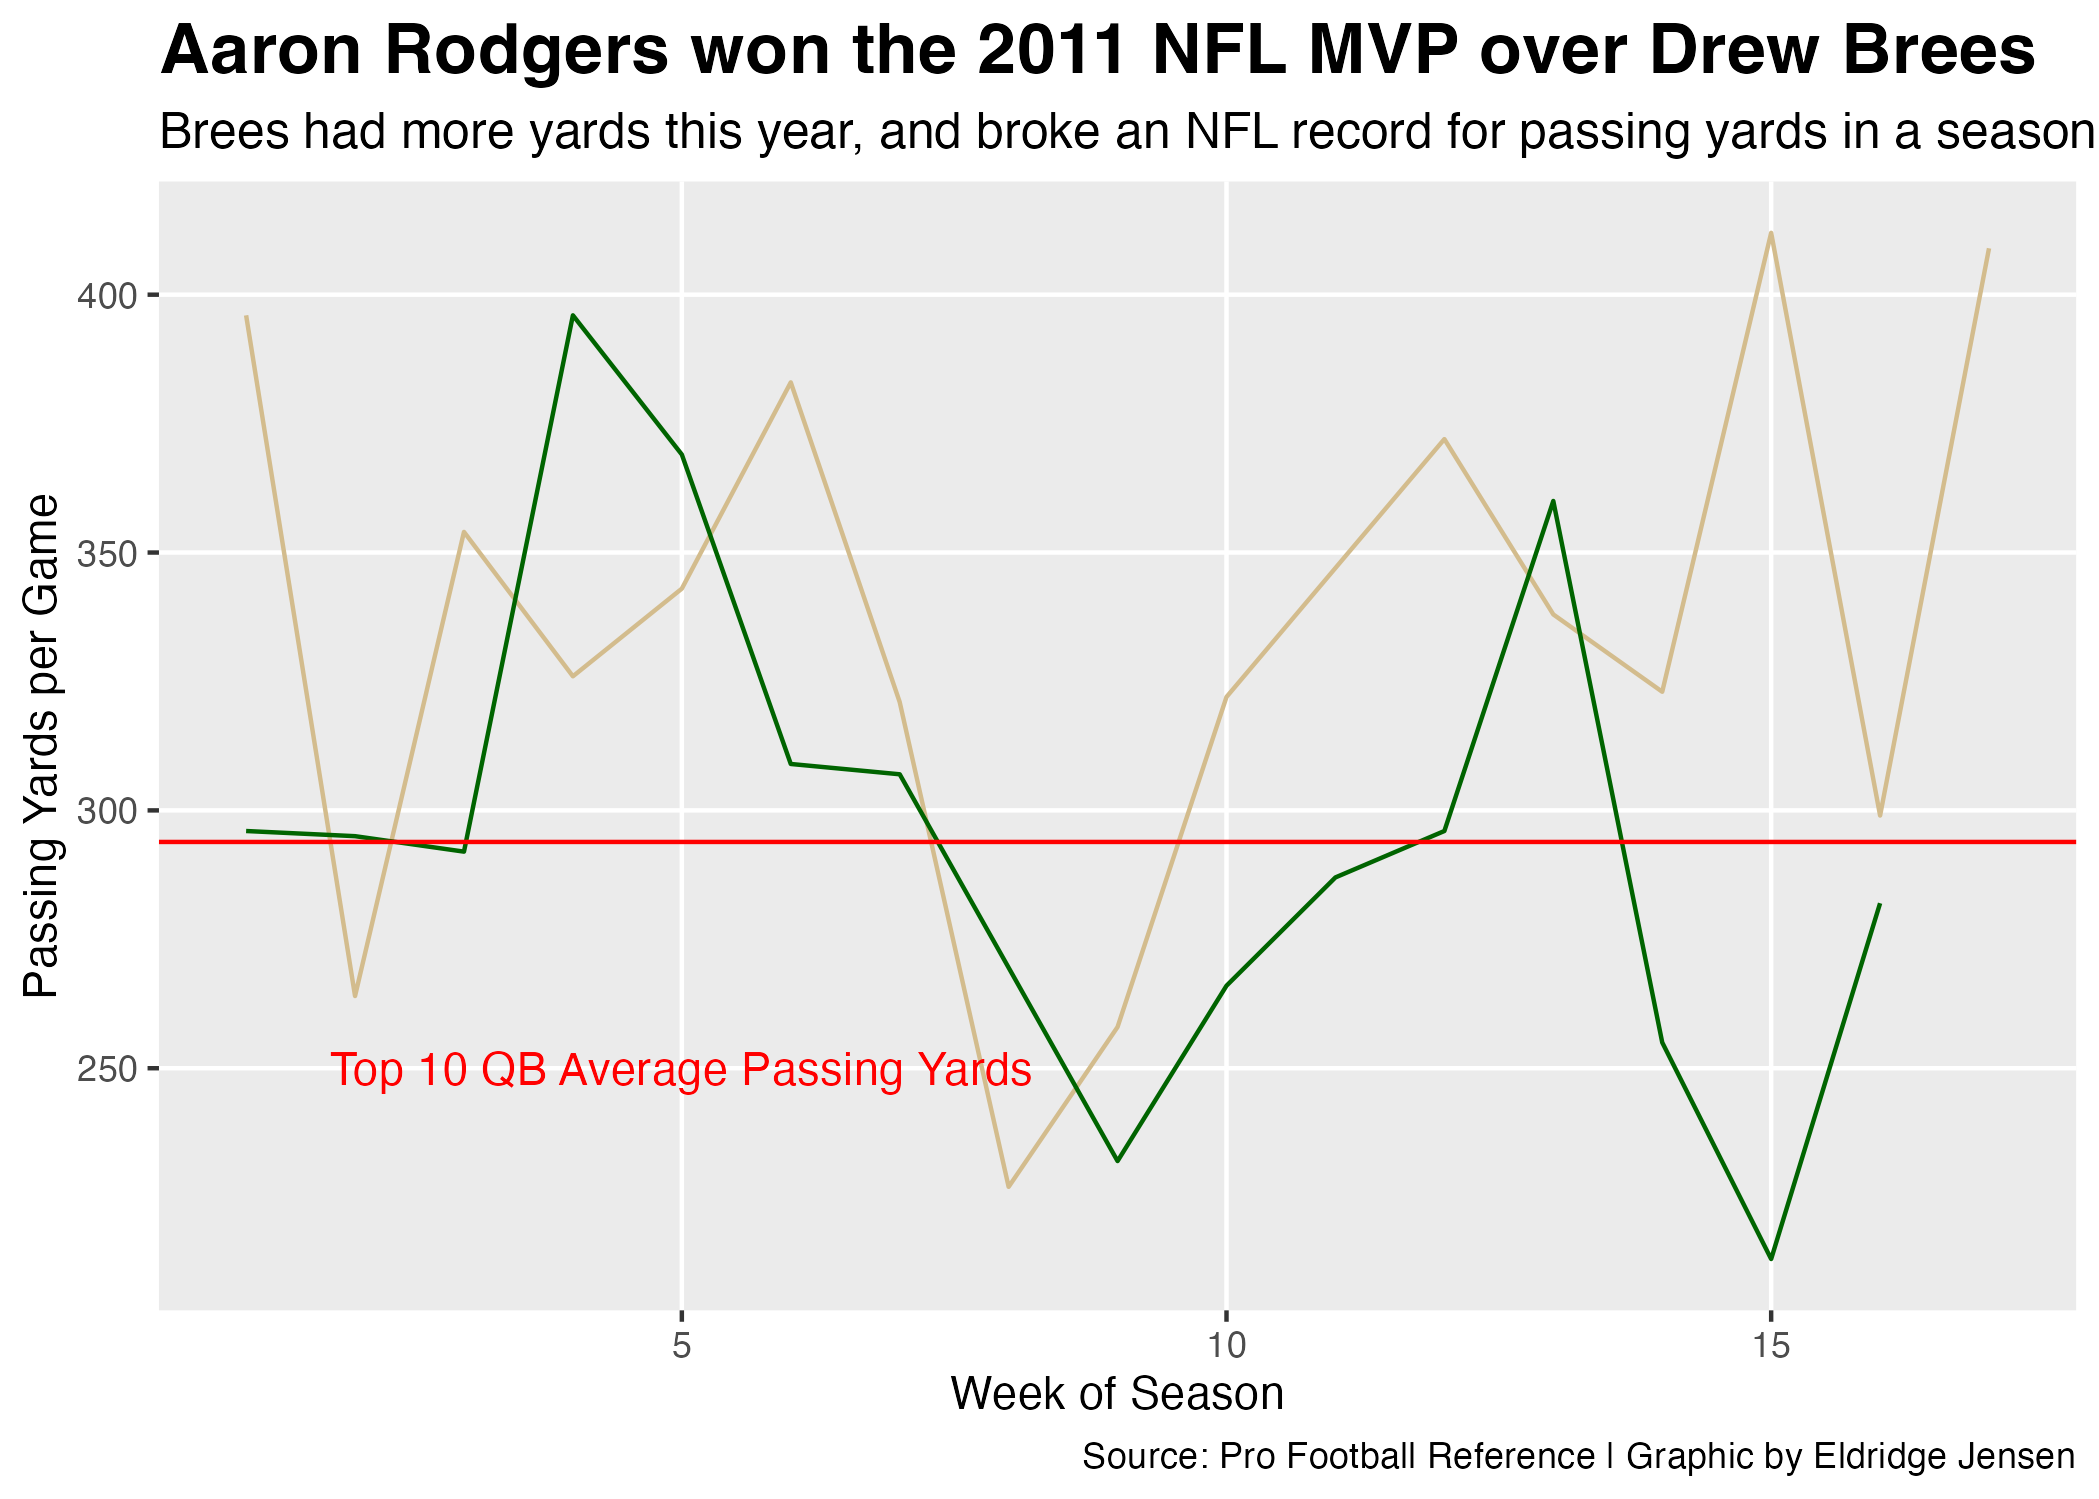 Aaron Rodgers won the 2011 NFL MVP over Drew Brees
Brees had more yards this year, and broke an NFL record for passing yards in a season
Passing Yards per Game
400
350
300
250
Top 10 QB Average Passing Yards
5
10
15
Week of Season
Source: Pro Football Reference | Graphic by Eldridge Jensen